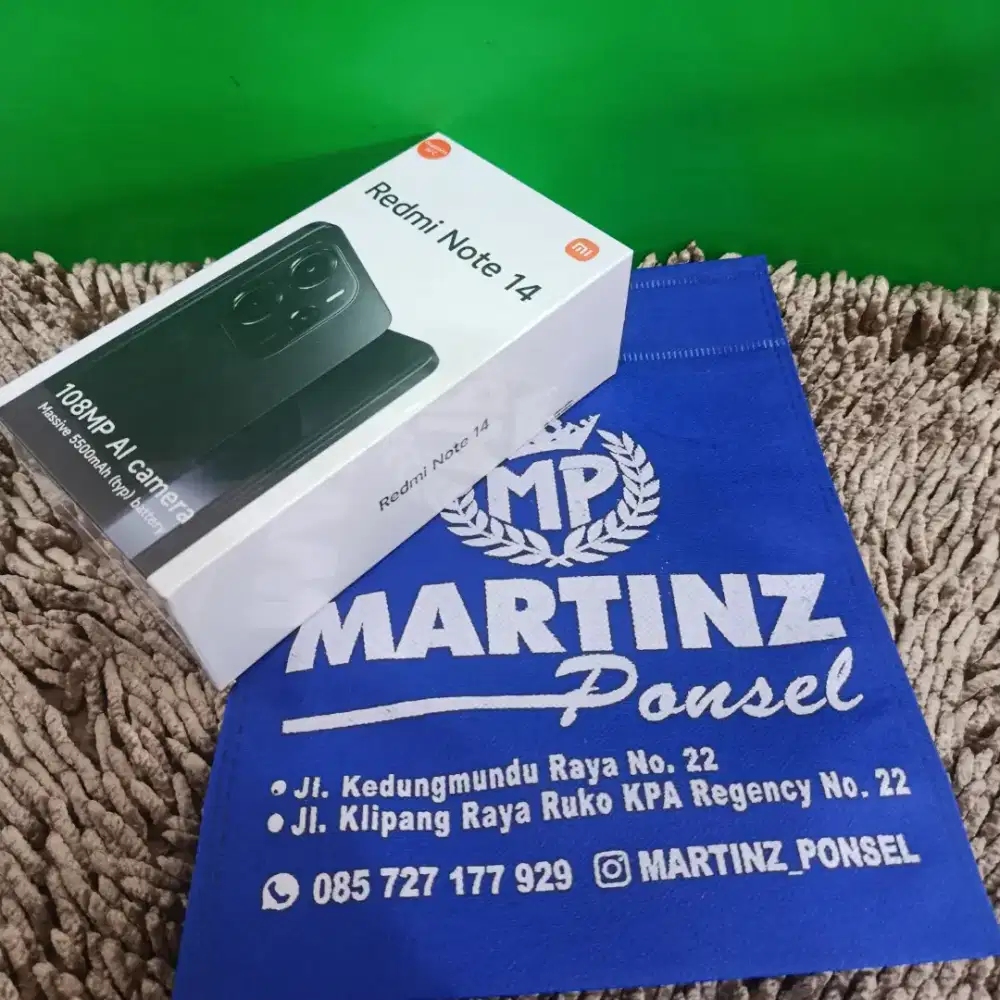 Redmi Note 14
mi
108MP AI camera
Massive 5500mAh (typ) battery
Redmi Note 14
MP
MARTINZ
Ponsel
• Jl. Kedungmundu Raya No. 22
• Jl. Klipang Raya Ruko KPA Regency No. 22
085 727 177 929 MARTINZ_PONSEL